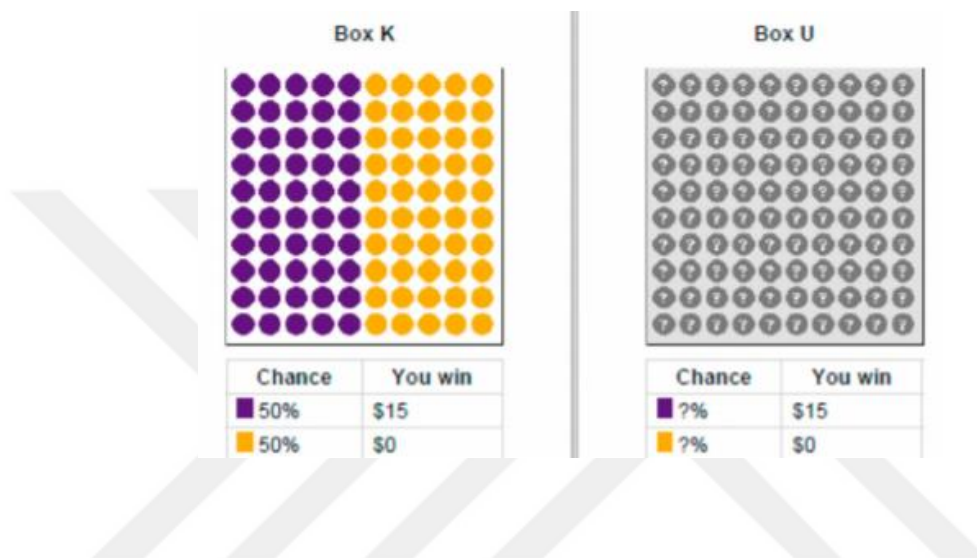 Box K
Box U
Chance You win
50% $15
50% $0
Chance You win
?% $15
?% $0